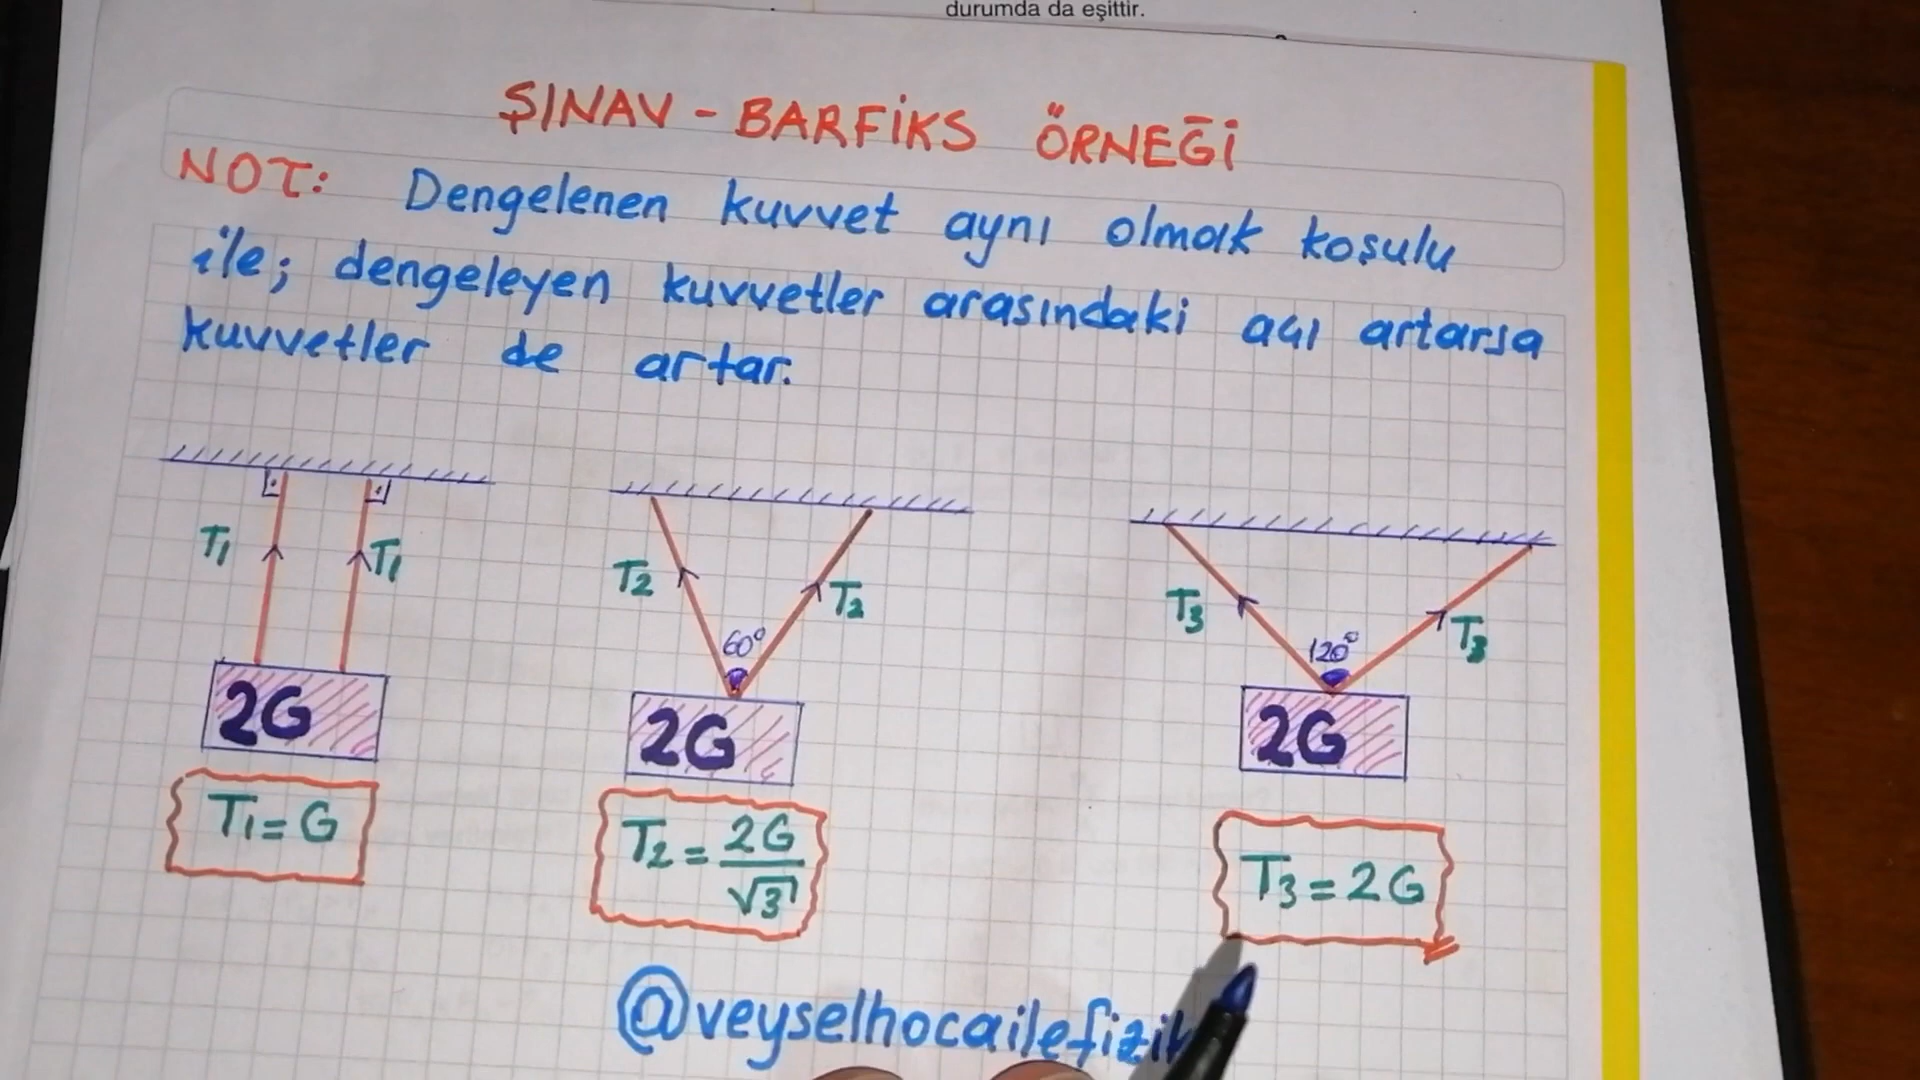 durumda da eşittir.
ŞINAV - BARFİKS ÖRNEĞİ
NOT: Dengelenen kuvvet aynı olmak koşulu
ile; dengeleyen kuvvetler arasındaki açı artarsa
kuvvetler de artar.
T1 T1
T2 60° T2
T3 120° T3
2G 2G 2G
T1 = G
T2 = 2G/√3
T3 = 2G
@veyselhocailefizik